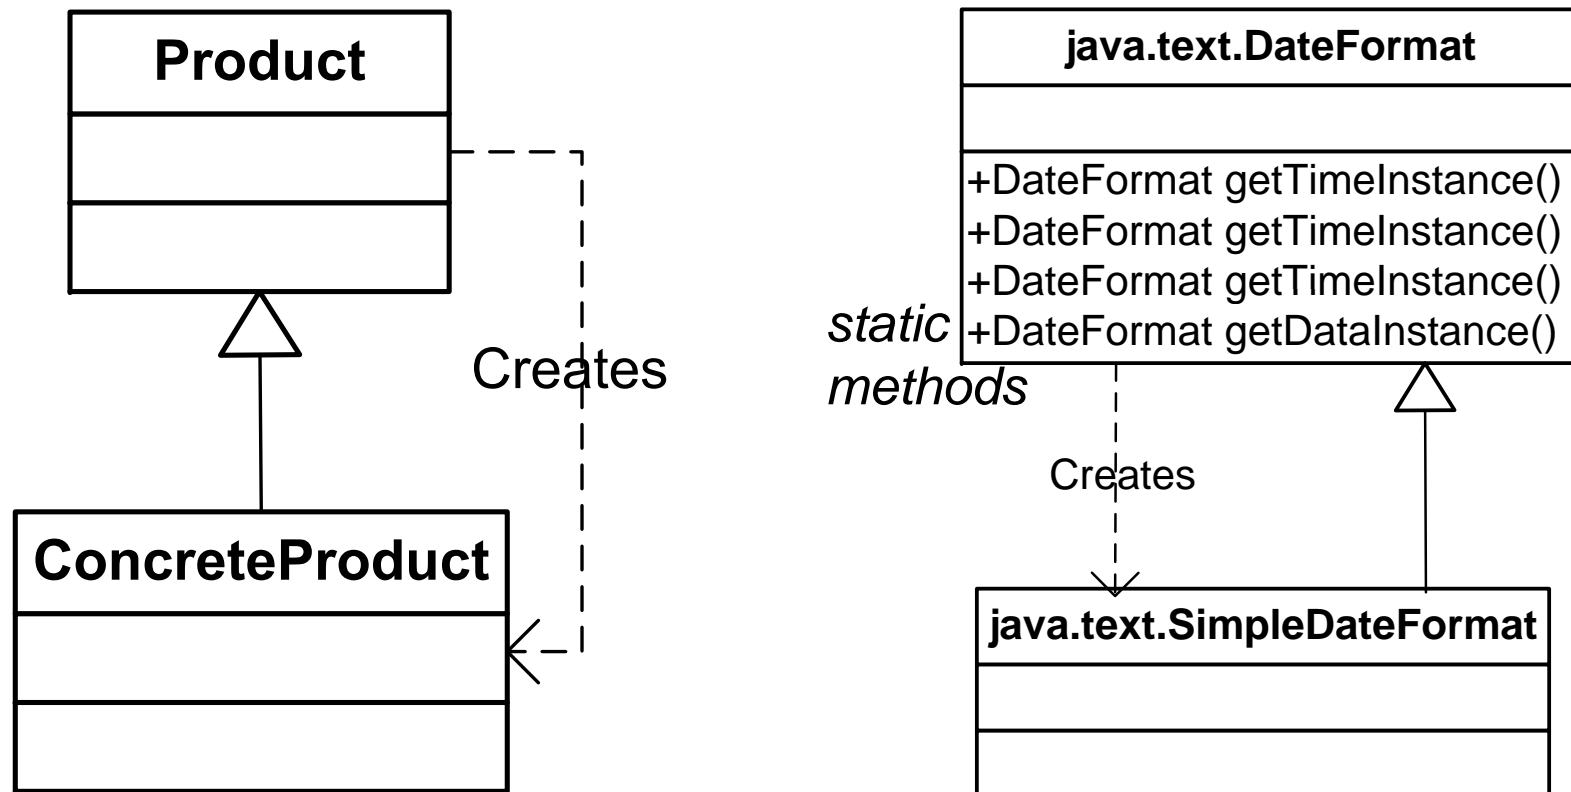 Product
Creates
ConcreteProduct
java.text.DateFormat
+DateFormat getTimeInstance()
+DateFormat getTimeInstance()
+DateFormat getTimeInstance()
+DateFormat getDataInstance()
static
methods
Creates
java.text.SimpleDateFormat